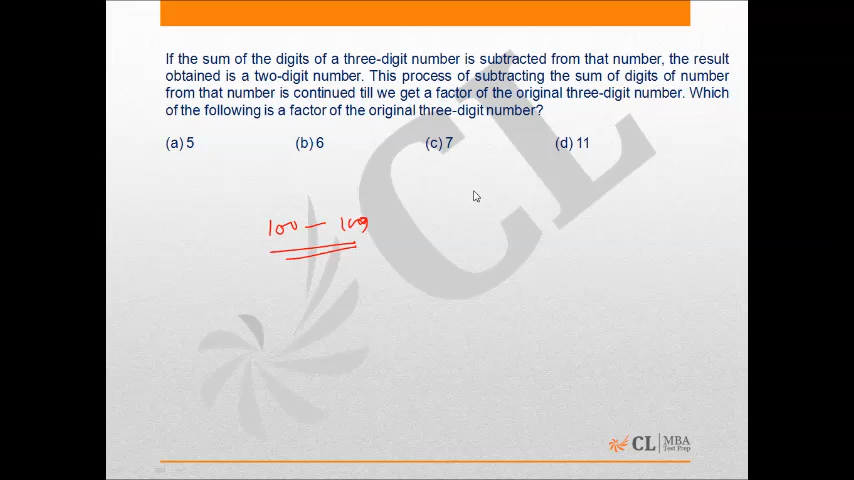 If the sum of the digits of a three-digit number is subtracted from that number, the result
obtained is a two-digit number. This process of subtracting the sum of digits of number
from that number is continued till we get a factor of the original three-digit number. Which
of the following is a factor of the original three-digit number?
(a) 5 (b) 6 (c) 7 (d) 11
100 — 109
CL
CL | MBA
Test Prep